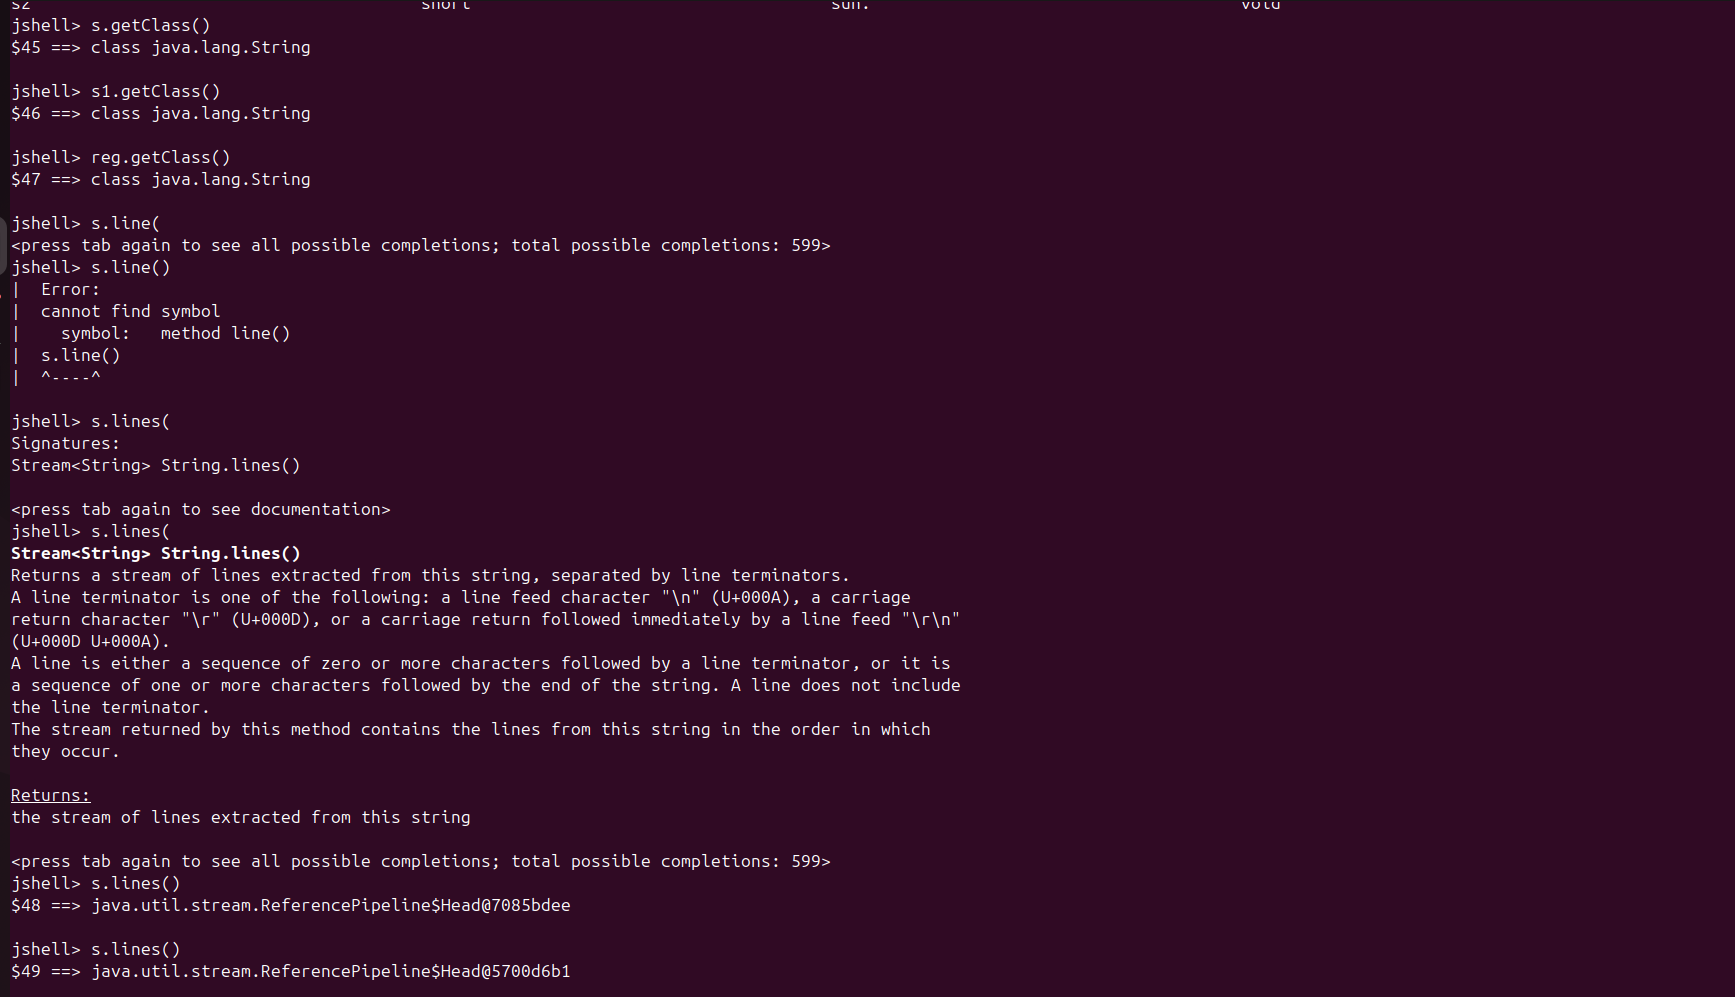 s2 short sun. void
jshell> s.getClass()
$45 ==> class java.lang.String
jshell> s1.getClass()
$46 ==> class java.lang.String
jshell> reg.getClass()
$47 ==> class java.lang.String
jshell> s.line(
<press tab again to see all possible completions; total possible completions: 599>
jshell> s.line()
|  Error:
|  cannot find symbol
|    symbol:   method line()
|  s.line()
|  ^----^
jshell> s.lines(
Signatures:
Stream<String> String.lines()
<press tab again to see documentation>
jshell> s.lines(
Stream<String> String.lines()
Returns a stream of lines extracted from this string, separated by line terminators.
A line terminator is one of the following: a line feed character "\n" (U+000A), a carriage
return character "\r" (U+000D), or a carriage return followed immediately by a line feed "\r\n"
(U+000D U+000A).
A line is either a sequence of zero or more characters followed by a line terminator, or it is
a sequence of one or more characters followed by the end of the string. A line does not include
the line terminator.
The stream returned by this method contains the lines from this string in the order in which
they occur.
Returns:
the stream of lines extracted from this string
<press tab again to see all possible completions; total possible completions: 599>
jshell> s.lines()
$48 ==> java.util.stream.ReferencePipeline$Head@7085bdee
jshell> s.lines()
$49 ==> java.util.stream.ReferencePipeline$Head@5700d6b1